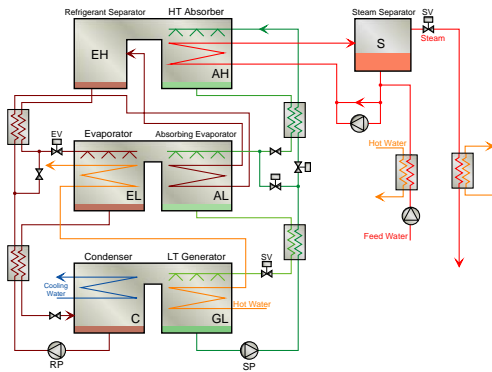 Refrigerant Separator
HT Absorber
Steam Separator
SV
Steam
S
EH
AH
EV
Evaporator
Absorbing Evaporator
Hot Water
EL
AL
Feed Water
Condenser
LT Generator
SV
Cooling
Water
Hot Water
C
GL
RP
SP